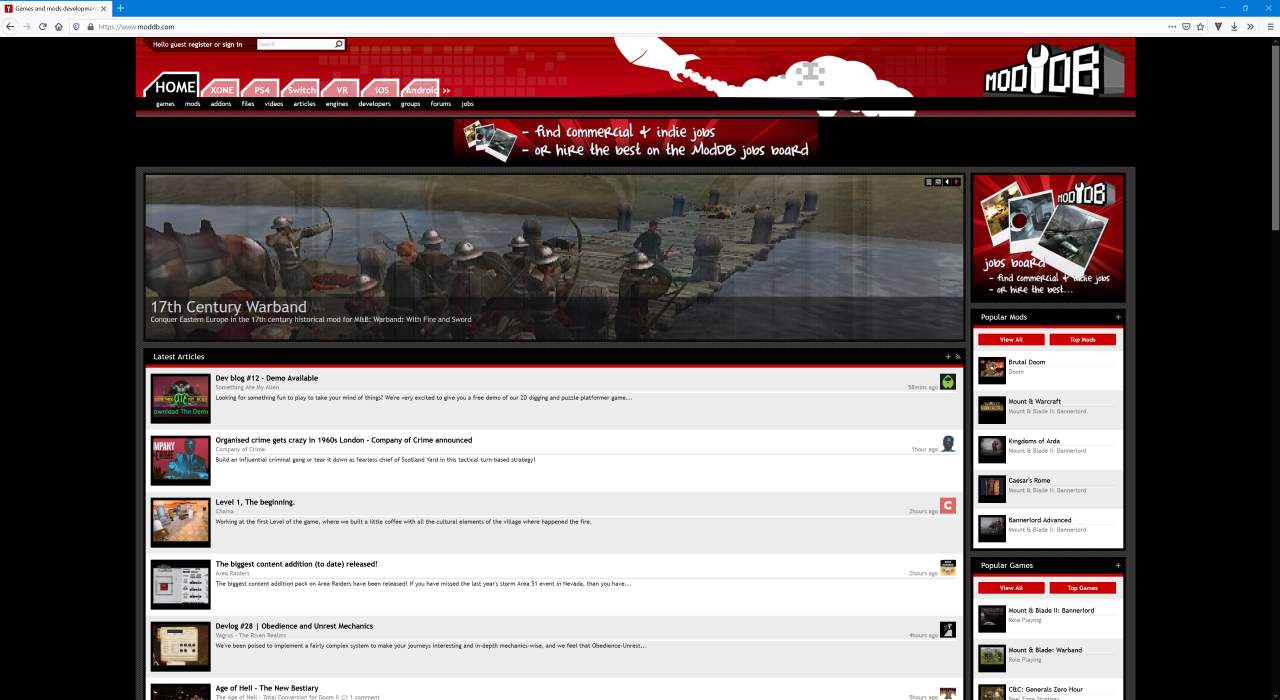 Games and mods development
https://www.moddb.com
Hello guest register or sign in
Search
MOD DB
HOME
XONE
PS4
Switch
VR
iOS
Android
>>
games
mods
addons
files
videos
articles
engines
developers
groups
forums
jobs
- find commercial & indie jobs
- or hire the best on the ModDB jobs board
17th Century Warband
Conquer Eastern Europe in the 17th century historical mod for M&B: Warband: With Fire and Sword
MOD DB
jobs board
- find commercial & indie jobs
- or hire the best...
Latest Articles
Dev blog #12 - Demo Available
Something Ate My Alien
58mins ago
Looking for something fun to play to take your mind of things? We're very excited to give you a free demo of our 2D digging and puzzle platformer game...
ownload The Dem
Organised crime gets crazy in 1960s London - Company of Crime announced
Company of Crime
1hour ago
Build an influential criminal gang or tear it down as fearless chief of Scotland Yard in this tactical turn-based strategy!
MPANY
Level 1, The beginning.
2hours ago
C
Working at the first Level of the game, where we built a little coffee with all the cultural elements of the village where happened the fire.
The biggest content addition (to date) released!
Area Raiders
2hours ago
The biggest content addition pack on Area Raiders have been released! If you have missed the last year's storm Area 51 event in Nevada, than you have...
Devlog #28 | Obedience and Unrest Mechanics
Vagrus - The Riven Realms
4hours ago
We've been poised to implement a fairly complex system to make your journeys interesting and in-depth mechanics-wise, and we feel that Obedience-Unrest...
Age of Hell - The New Bestiary
The Age of Hell - Total Conversion for Doom II
1 comment
5hours ago
Popular Mods
+
View All
Top Mods
Brutal Doom
Doom
Mount & Warcraft
Mount & Blade II: Bannerlord
Kingdoms of Arda
Mount & Blade II: Bannerlord
Caesar's Rome
Mount & Blade II: Bannerlord
Bannerlord Advanced
Mount & Blade II: Bannerlord
Popular Games
+
View All
Top Games
Mount & Blade II: Bannerlord
Role Playing
Mount & Blade: Warband
Role Playing
C&C: Generals Zero Hour
Real Time Strategy